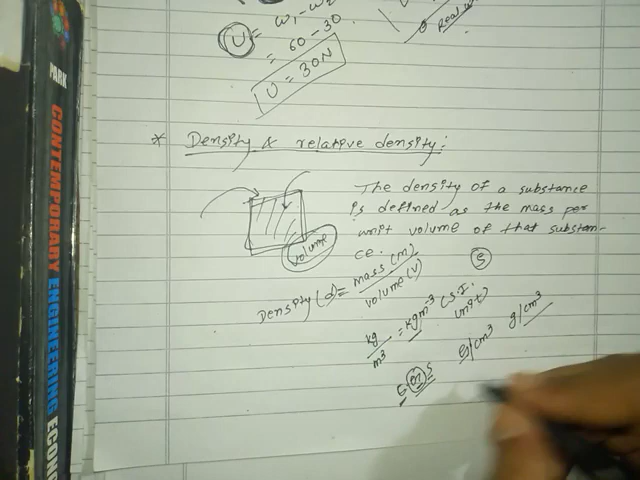 U = W₁ - W₂
= 60 - 30
U = 30N
Real w
* Density & relative density:
The density of a substance
is defined as the mass per
unit volume of that substan-
ce.
volume
Density (d) = mass (m)
volume (V)
kg
m³
= kgm⁻³ (S.I.
unit)
g/cm³ g/cm³
C G S
PARK
CONTEMPORARY ENGINEERING ECONO